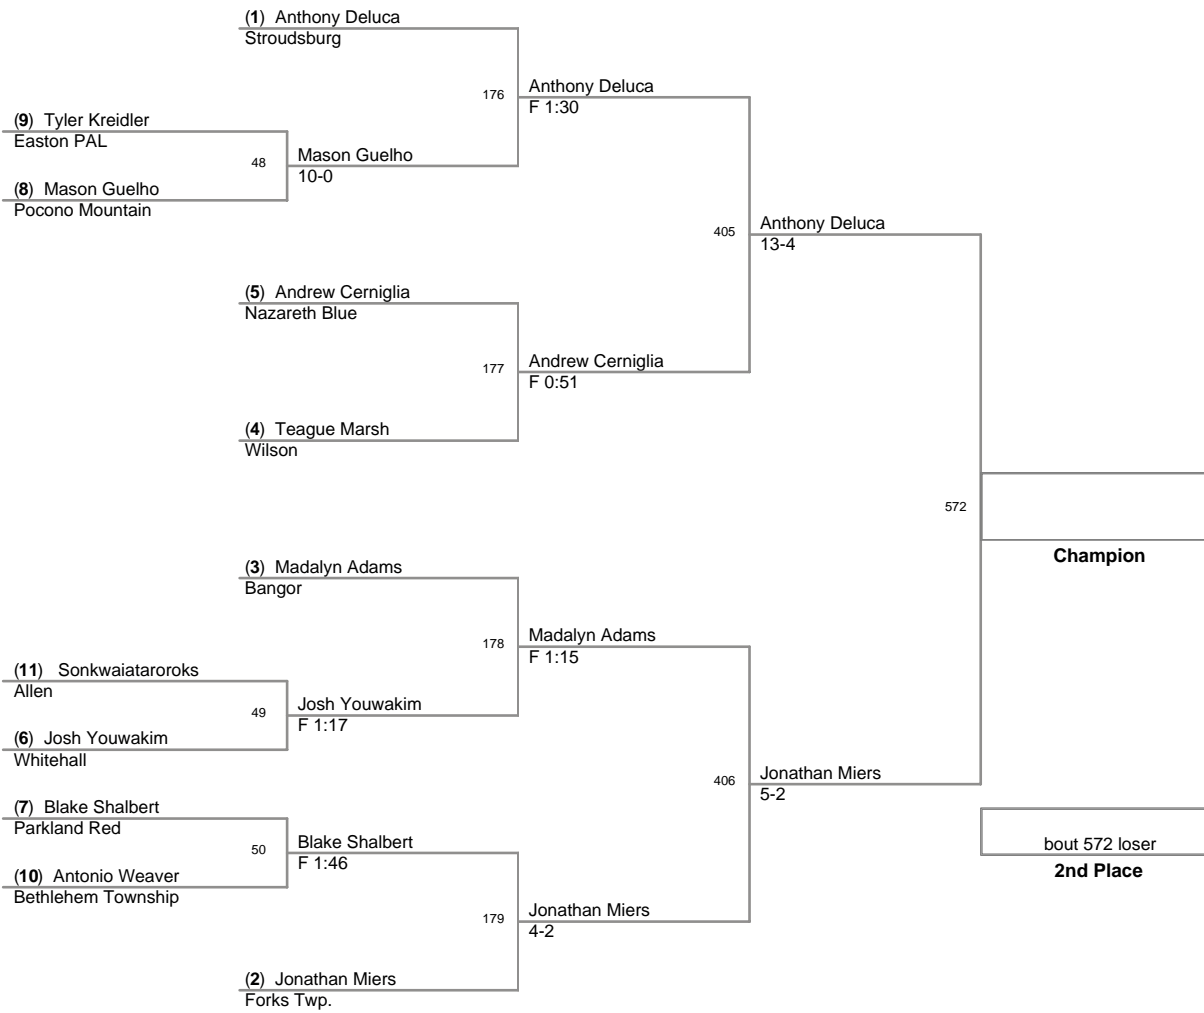 (1) Anthony Deluca
Stroudsburg
176
Anthony Deluca
F 1:30
(9) Tyler Kreidler
Easton PAL
48
Mason Guelho
10-0
(8) Mason Guelho
Pocono Mountain
405
Anthony Deluca
13-4
(5) Andrew Cerniglia
Nazareth Blue
177
Andrew Cerniglia
F 0:51
(4) Teague Marsh
Wilson
572
Champion
(3) Madalyn Adams
Bangor
178
Madalyn Adams
F 1:15
(11) Sonkwaiataroroks
Allen
49
Josh Youwakim
F 1:17
(6) Josh Youwakim
Whitehall
406
Jonathan Miers
5-2
(7) Blake Shalbert
Parkland Red
50
Blake Shalbert
F 1:46
(10) Antonio Weaver
Bethlehem Township
bout 572 loser
2nd Place
179
Jonathan Miers
4-2
(2) Jonathan Miers
Forks Twp.